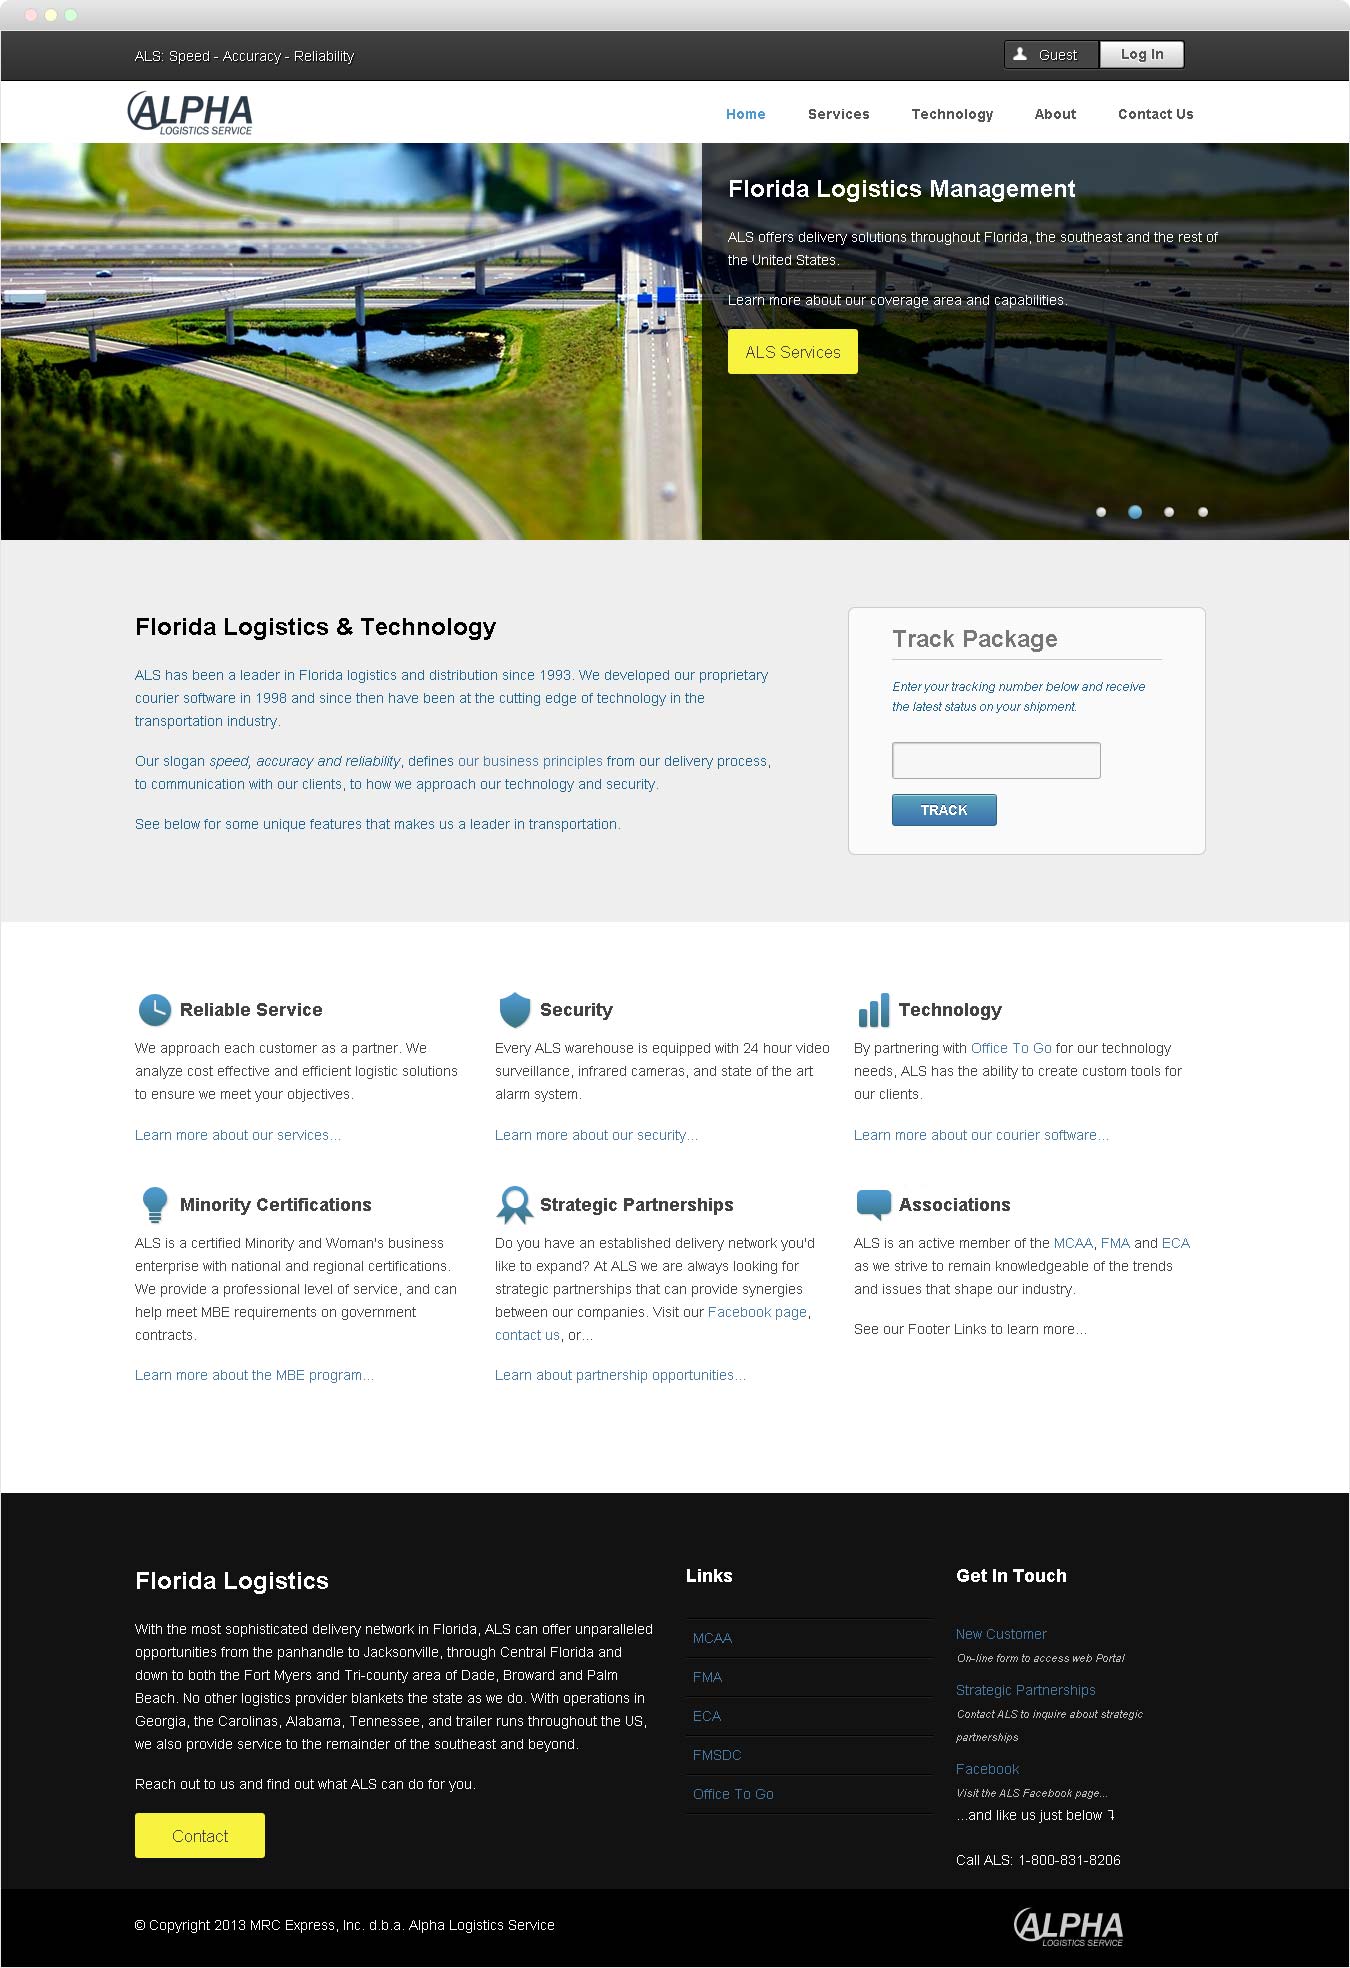 ALS: Speed - Accuracy - Reliability
Guest
Log In
ALPHA
LOGISTICS SERVICE
Home
Services
Technology
About
Contact Us
Florida Logistics Management
ALS offers delivery solutions throughout Florida, the southeast and the rest of
the United States.
Learn more about our coverage area and capabilities.
ALS Services
Florida Logistics & Technology
ALS has been a leader in Florida logistics and distribution since 1993. We developed our proprietary
courier software in 1998 and since then have been at the cutting edge of technology in the
transportation industry.
Our slogan speed, accuracy and reliability, defines our business principles from our delivery process,
to communication with our clients, to how we approach our technology and security.
See below for some unique features that makes us a leader in transportation.
Track Package
Enter your tracking number below and receive
the latest status on your shipment.
TRACK
Reliable Service
We approach each customer as a partner. We
analyze cost effective and efficient logistic solutions
to ensure we meet your objectives.
Learn more about our services...
Security
Every ALS warehouse is equipped with 24 hour video
surveillance, infrared cameras, and state of the art
alarm system.
Learn more about our security...
Technology
By partnering with Office To Go for our technology
needs, ALS has the ability to create custom tools for
our clients.
Learn more about our courier software...
Minority Certifications
ALS is a certified Minority and Woman's business
enterprise with national and regional certifications.
We provide a professional level of service, and can
help meet MBE requirements on government
contracts.
Learn more about the MBE program...
Strategic Partnerships
Do you have an established delivery network you'd
like to expand? At ALS we are always looking for
strategic partnerships that can provide synergies
between our companies. Visit our Facebook page,
contact us, or...
Learn about partnership opportunities...
Associations
ALS is an active member of the MCAA, FMA and ECA
as we strive to remain knowledgeable of the trends
and issues that shape our industry.
See our Footer Links to learn more...
Florida Logistics
With the most sophisticated delivery network in Florida, ALS can offer unparalleled
opportunities from the panhandle to Jacksonville, through Central Florida and
down to both the Fort Myers and Tri-county area of Dade, Broward and Palm
Beach. No other logistics provider blankets the state as we do. With operations in
Georgia, the Carolinas, Alabama, Tennessee, and trailer runs throughout the US,
we also provide service to the remainder of the southeast and beyond.
Reach out to us and find out what ALS can do for you.
Contact
Links
MCAA
FMA
ECA
FMSDC
Office To Go
Get In Touch
New Customer
On-line form to access web Portal
Strategic Partnerships
Contact ALS to inquire about strategic
partnerships
Facebook
Visit the ALS Facebook page...
...and like us just below ↴
Call ALS: 1-800-831-8206
© Copyright 2013 MRC Express, Inc. d.b.a. Alpha Logistics Service
ALPHA
LOGISTICS SERVICE